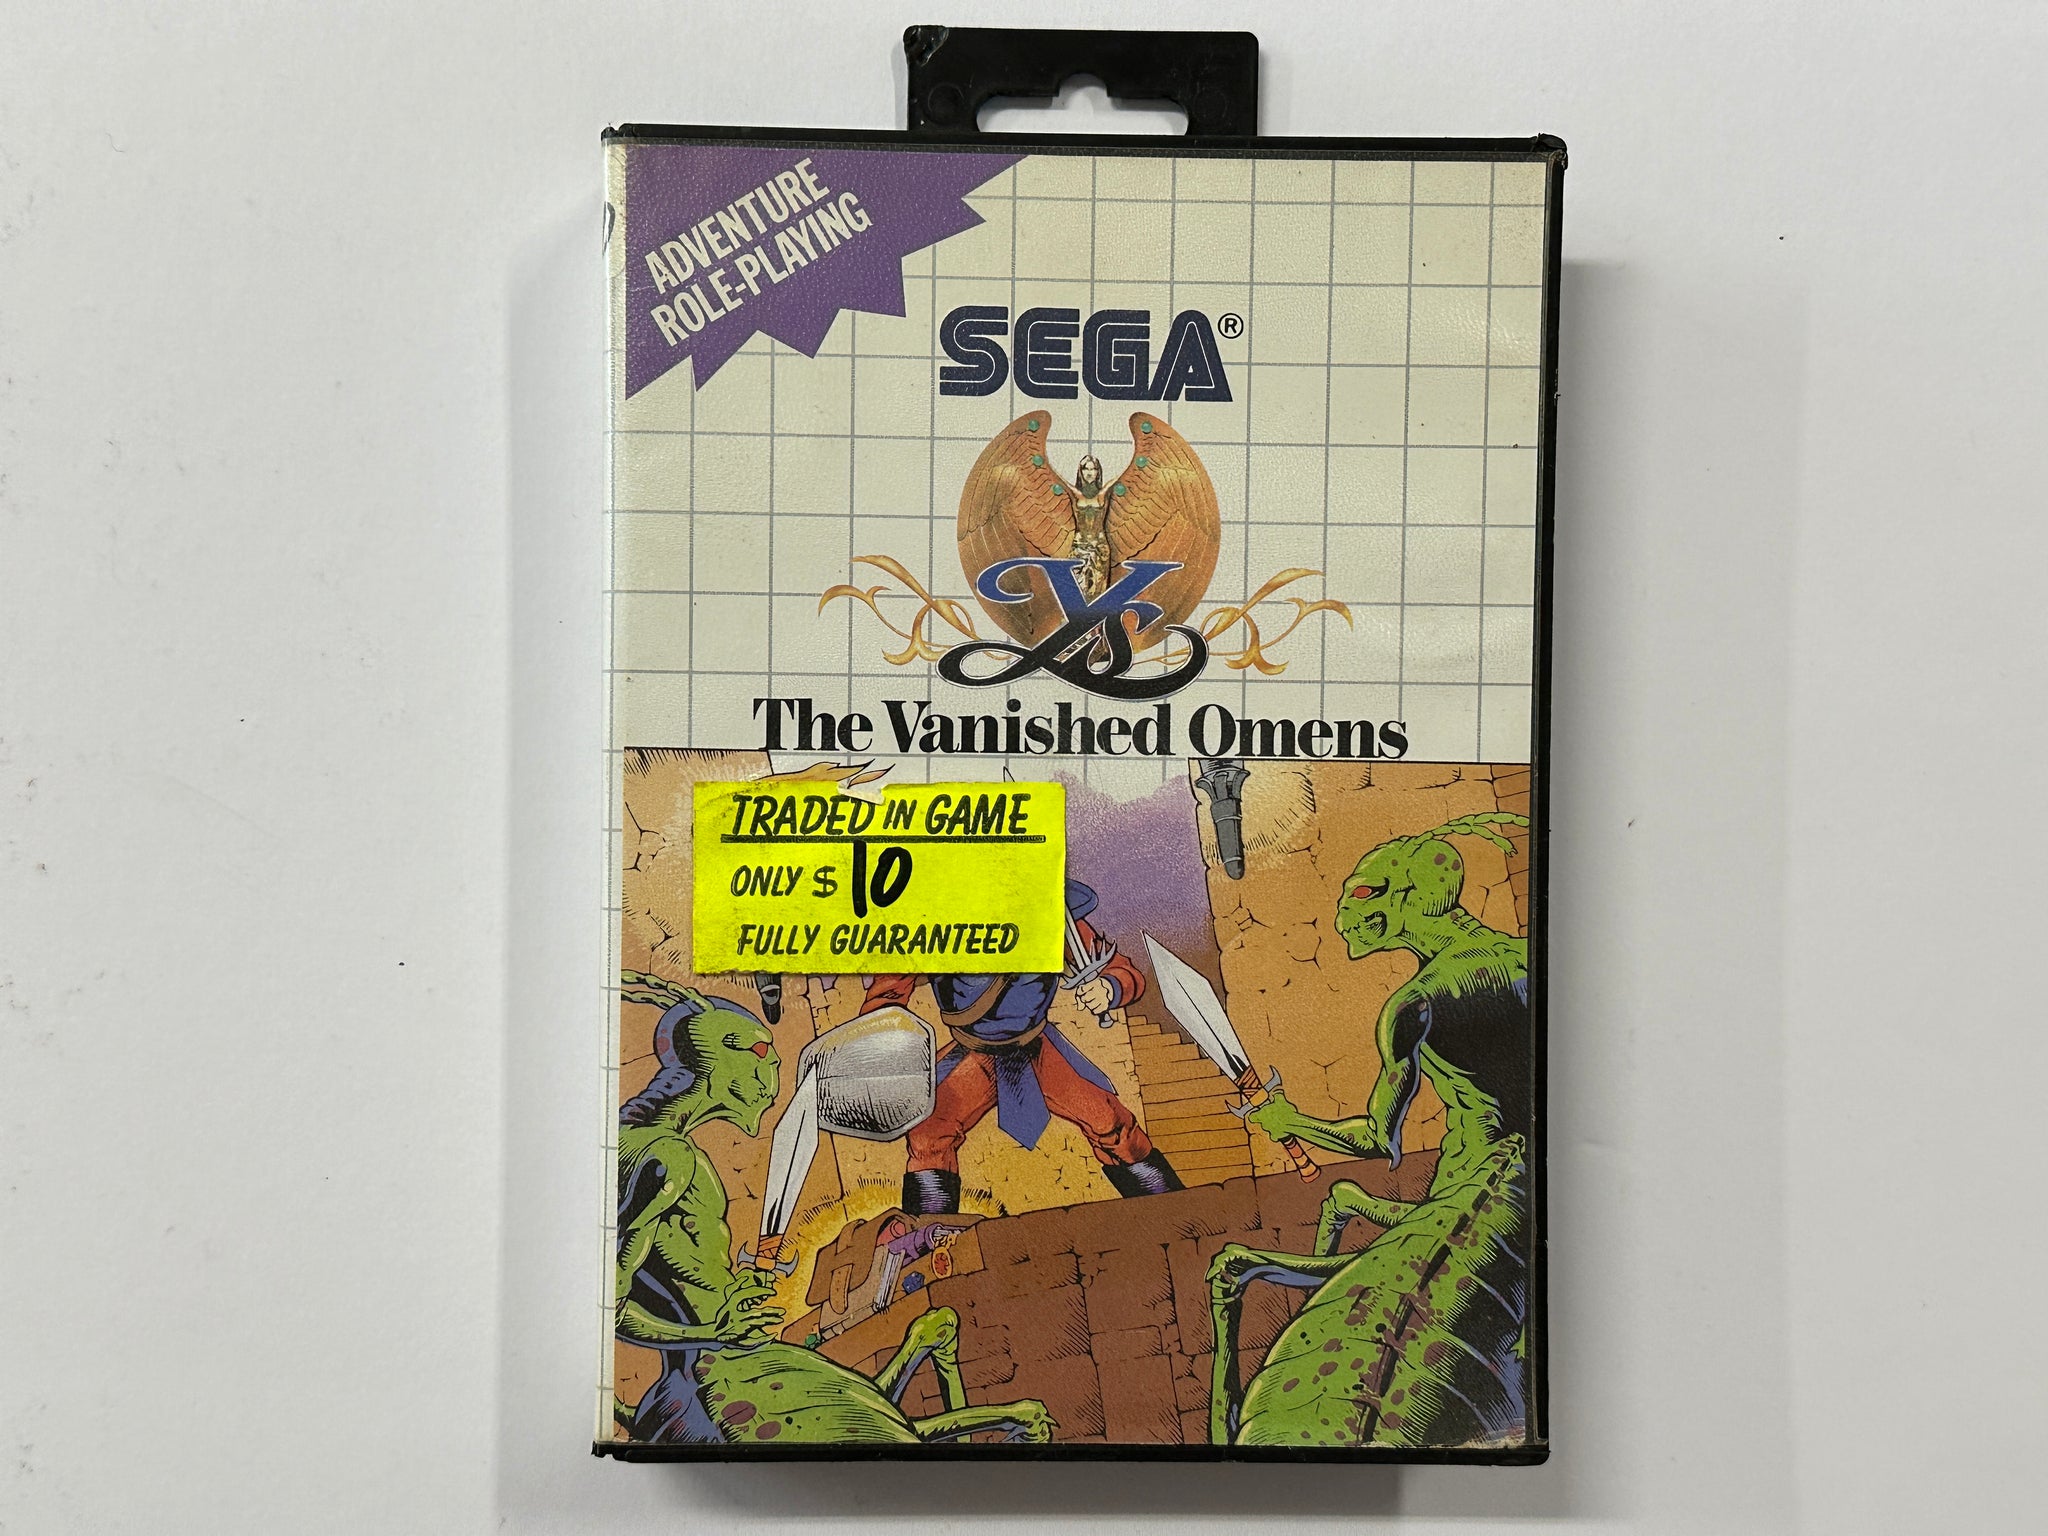 ADVENTURE
ROLE-PLAYING
SEGA®
Ys
The Vanished Omens
TRADED IN GAME
ONLY $ 10
FULLY GUARANTEED